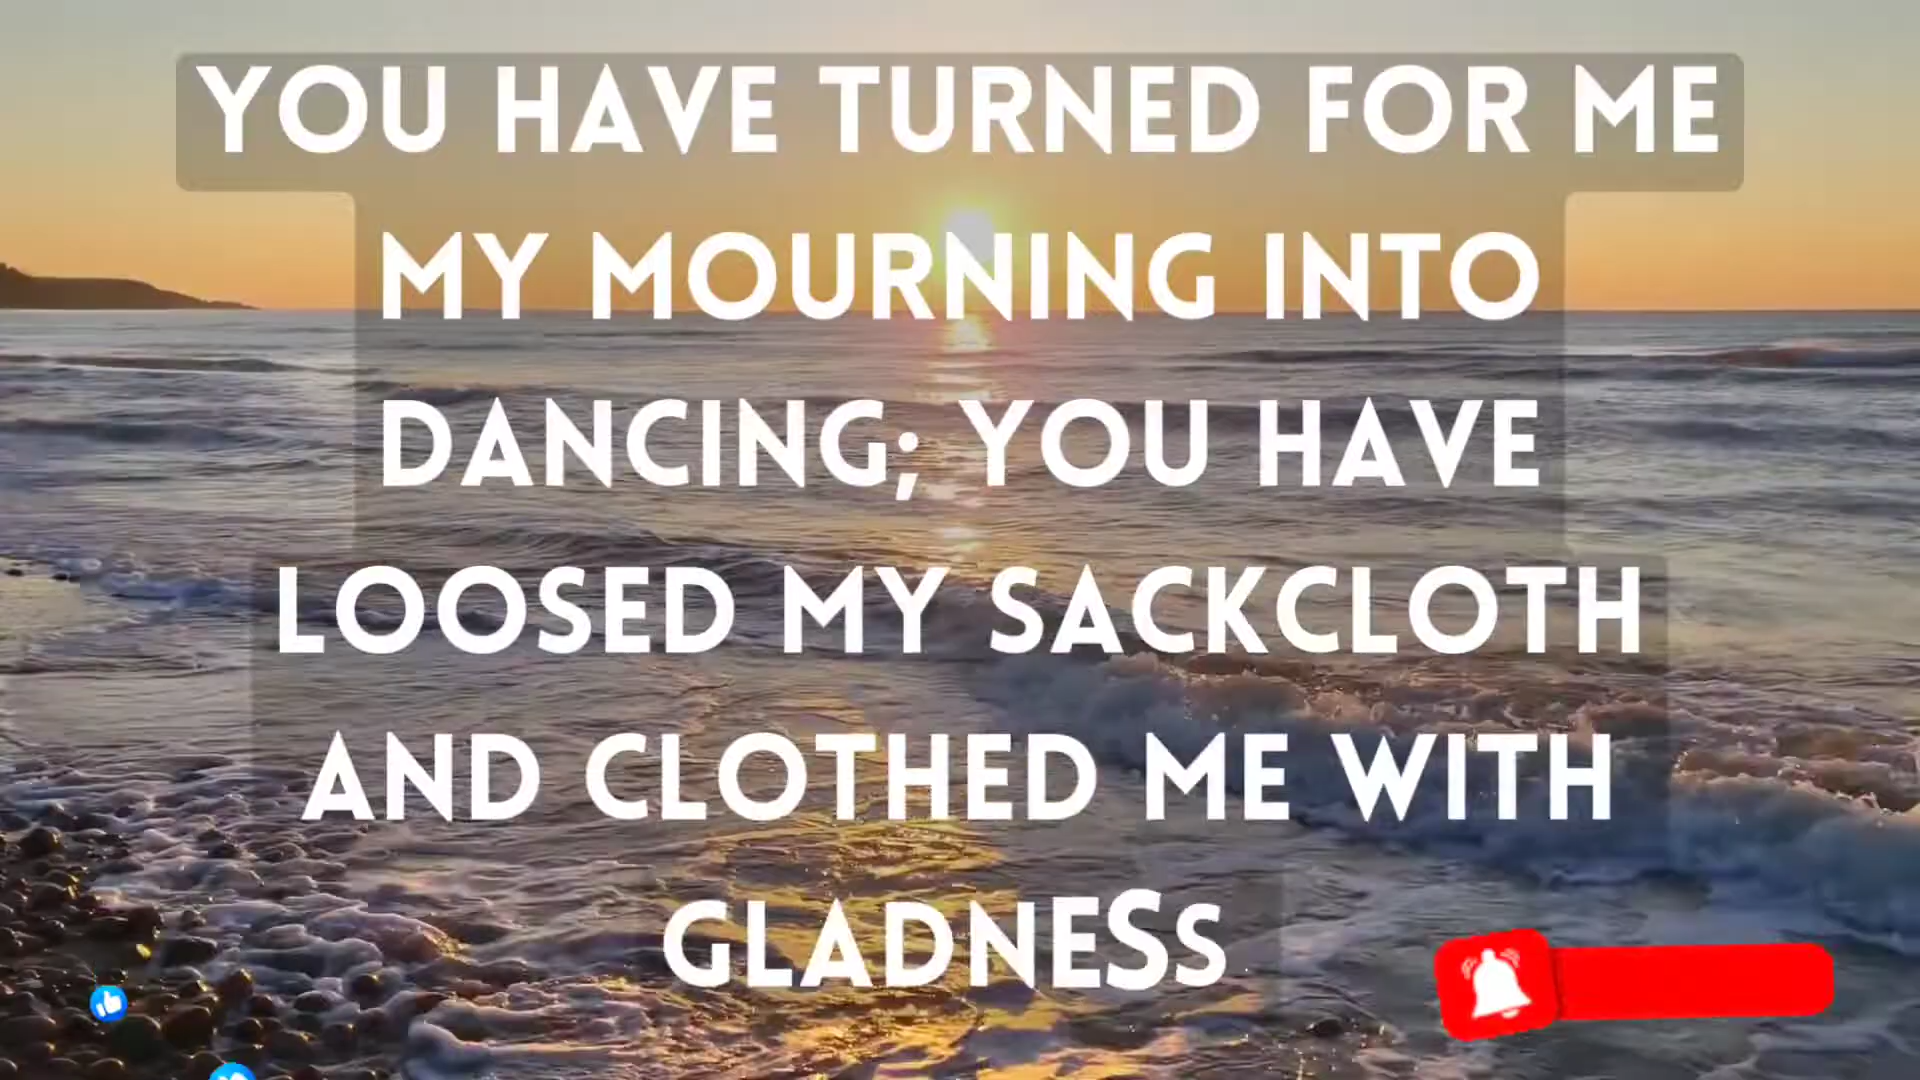 YOU HAVE TURNED FOR ME
MY MOURNING INTO
DANCING; YOU HAVE
LOOSED MY SACKCLOTH
AND CLOTHED ME WITH
GLADNESS